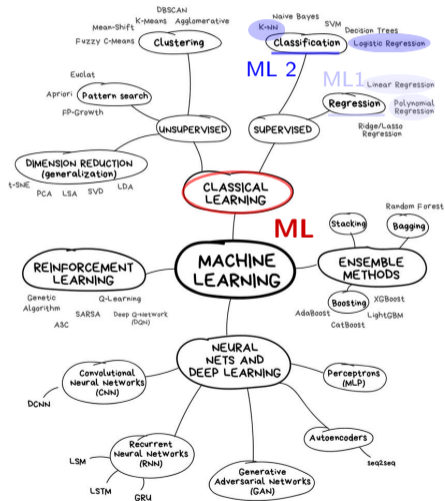 DBSCAN
K-Means
Agglomerative
Mean-Shift
Fuzzy C-Means
Clustering
Naive Bayes
K-NN
SVM
Decision Trees
Classification
Logistic Regression
ML 2
Euclat
Apriori
Pattern search
FP-Growth
ML1
Linear Regression
Regression
Polynomial
Regression
Ridge/Lasso
Regression
UNSUPERVISED
SUPERVISED
DIMENSION REDUCTION
(generalization)
t-SNE
PCA
LSA
SVD
LDA
CLASSICAL
LEARNING
ML
Random Forest
Stacking
Bagging
MACHINE
LEARNING
REINFORCEMENT
LEARNING
ENSEMBLE
METHODS
Genetic
Algorithm
Q-Learning
SARSA
Deep Q-Network
(DQN)
A3C
Boosting
XGBoost
AdaBoost
LightGBM
CatBoost
NEURAL
NETS AND
DEEP LEARNING
Convolutional
Neural Networks
(CNN)
DCNN
Perceptrons
(MLP)
Recurrent
Neural Networks
(RNN)
LSM
LSTM
GRU
Generative
Adversarial Networks
(GAN)
Autoencoders
seq2seq